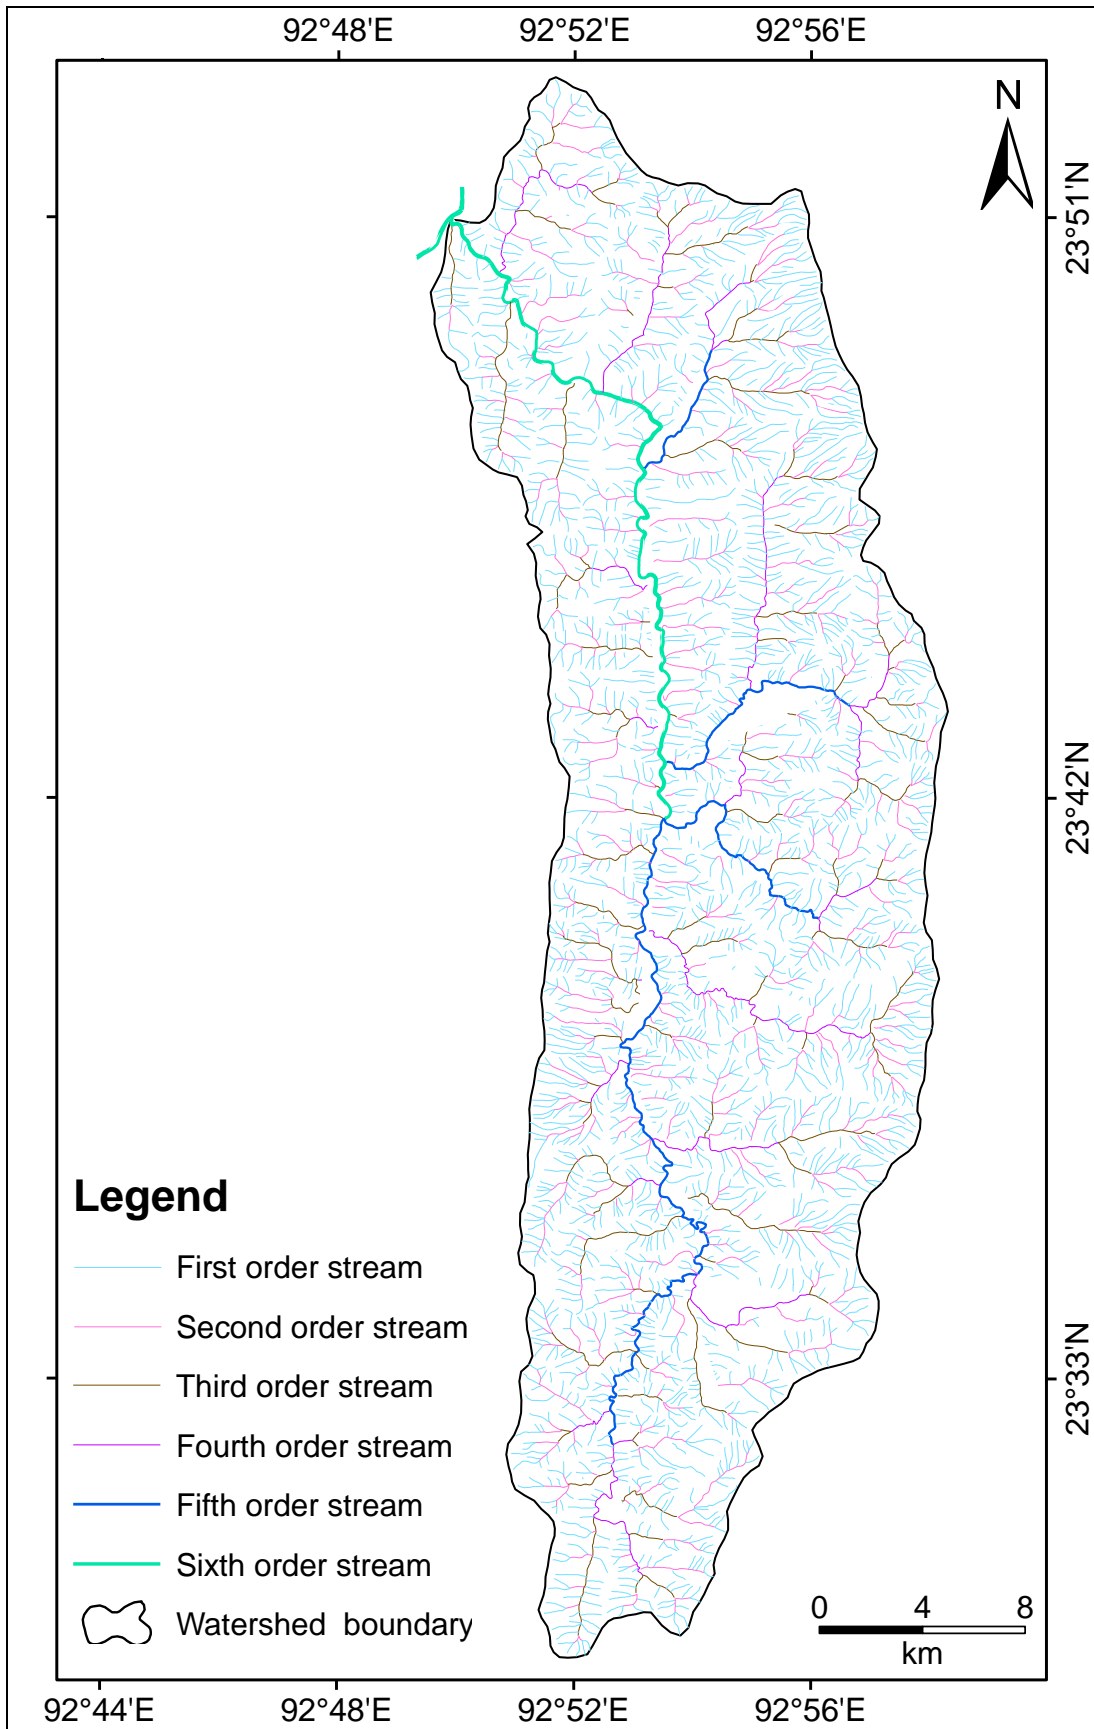 92°48'E 92°52'E 92°56'E
N
23°51'N
23°42'N
23°33'N
Legend
First order stream
Second order stream
Third order stream
Fourth order stream
Fifth order stream
Sixth order stream
Watershed boundary
0 4 8
km
92°44'E 92°48'E 92°52'E 92°56'E